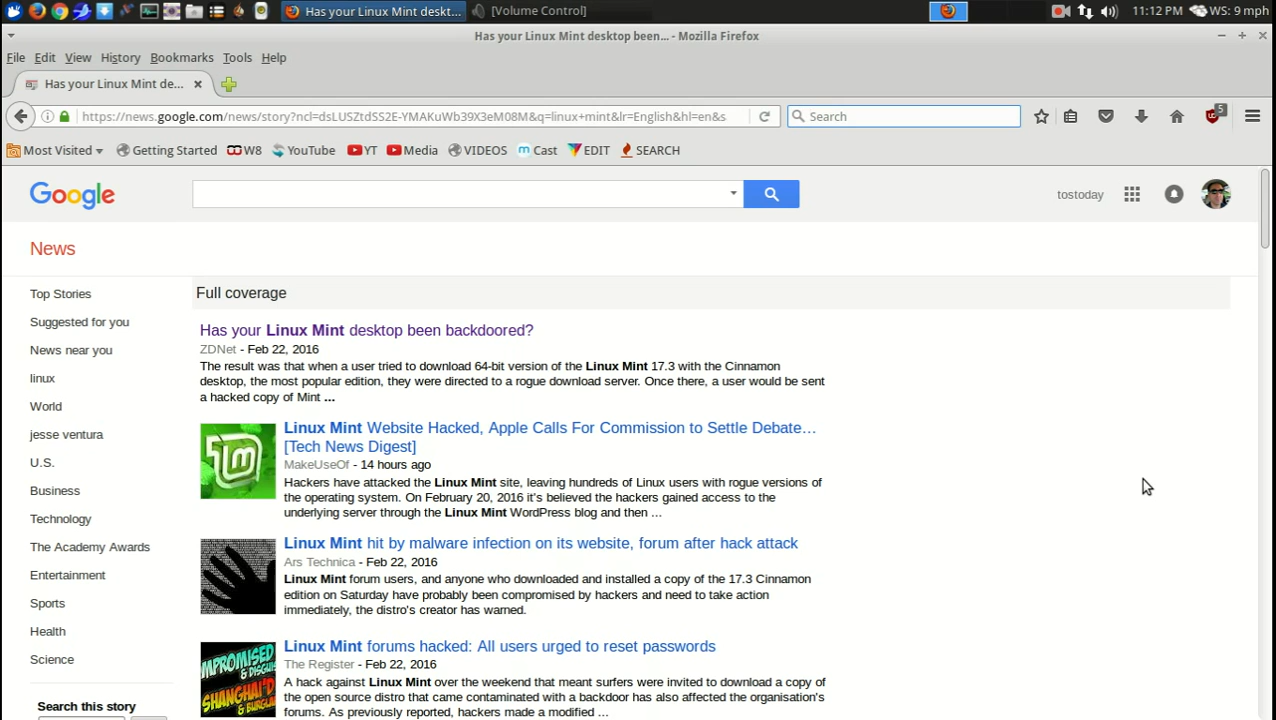 Has your Linux Mint deskt...
[Volume Control]
11:12 PM
WS: 9 mph
Has your Linux Mint desktop been... - Mozilla Firefox
File Edit View History Bookmarks Tools Help
Has your Linux Mint de...
https://news.google.com/news/story?ncl=dsLUSZtdSS2E-YMAKuWb39X3eM08M&q=linux+mint&lr=English&hl=en&s
Search
5
Most Visited
Getting Started
W8
YouTube
YT
Media
VIDEOS
Cast
EDIT
SEARCH
Google
tostoday
News
Top Stories
Suggested for you
News near you
linux
World
jesse ventura
U.S.
Business
Technology
The Academy Awards
Entertainment
Sports
Health
Science
Search this story
Full coverage
Has your Linux Mint desktop been backdoored?
ZDNet - Feb 22, 2016
The result was that when a user tried to download 64-bit version of the Linux Mint 17.3 with the Cinnamon
desktop, the most popular edition, they were directed to a rogue download server. Once there, a user would be sent
a hacked copy of Mint ...
Linux Mint Website Hacked, Apple Calls For Commission to Settle Debate…
[Tech News Digest]
MakeUseOf - 14 hours ago
Hackers have attacked the Linux Mint site, leaving hundreds of Linux users with rogue versions of
the operating system. On February 20, 2016 it's believed the hackers gained access to the
underlying server through the Linux Mint WordPress blog and then ...
Linux Mint hit by malware infection on its website, forum after hack attack
Ars Technica - Feb 22, 2016
Linux Mint forum users, and anyone who downloaded and installed a copy of the 17.3 Cinnamon
edition on Saturday have probably been compromised by hackers and need to take action
immediately, the distro's creator has warned.
Linux Mint forums hacked: All users urged to reset passwords
The Register - Feb 22, 2016
A hack against Linux Mint over the weekend that meant surfers were invited to download a copy of
the open source distro that came contaminated with a backdoor has also affected the organisation's
forums. As previously reported, hackers made a modified ...
MPROMISED
& DISGUIS
SHANGHAI'D
& BURGLA